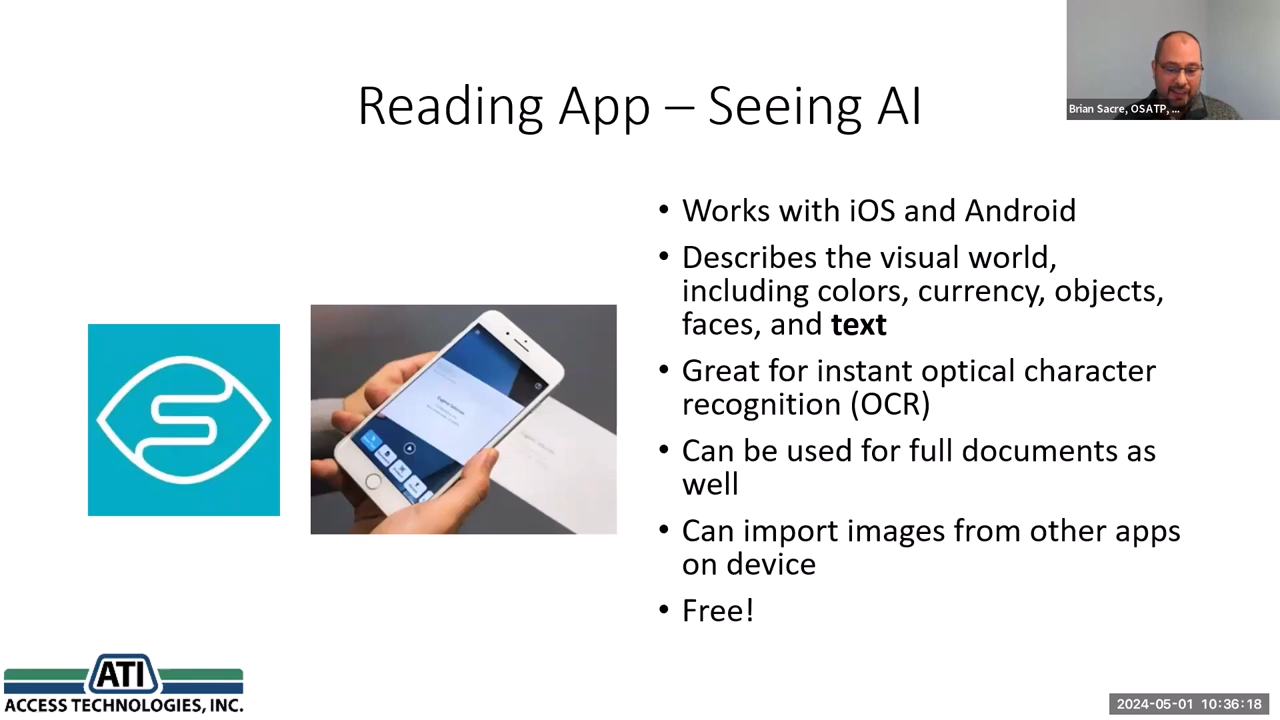 Reading App – Seeing AI
Brian Sacre, OSATP, ...
• Works with iOS and Android
• Describes the visual world,
including colors, currency, objects,
faces, and text
• Great for instant optical character
recognition (OCR)
• Can be used for full documents as
well
• Can import images from other apps
on device
• Free!
ATI
ACCESS TECHNOLOGIES, INC.
2024-05-01 10:36:18